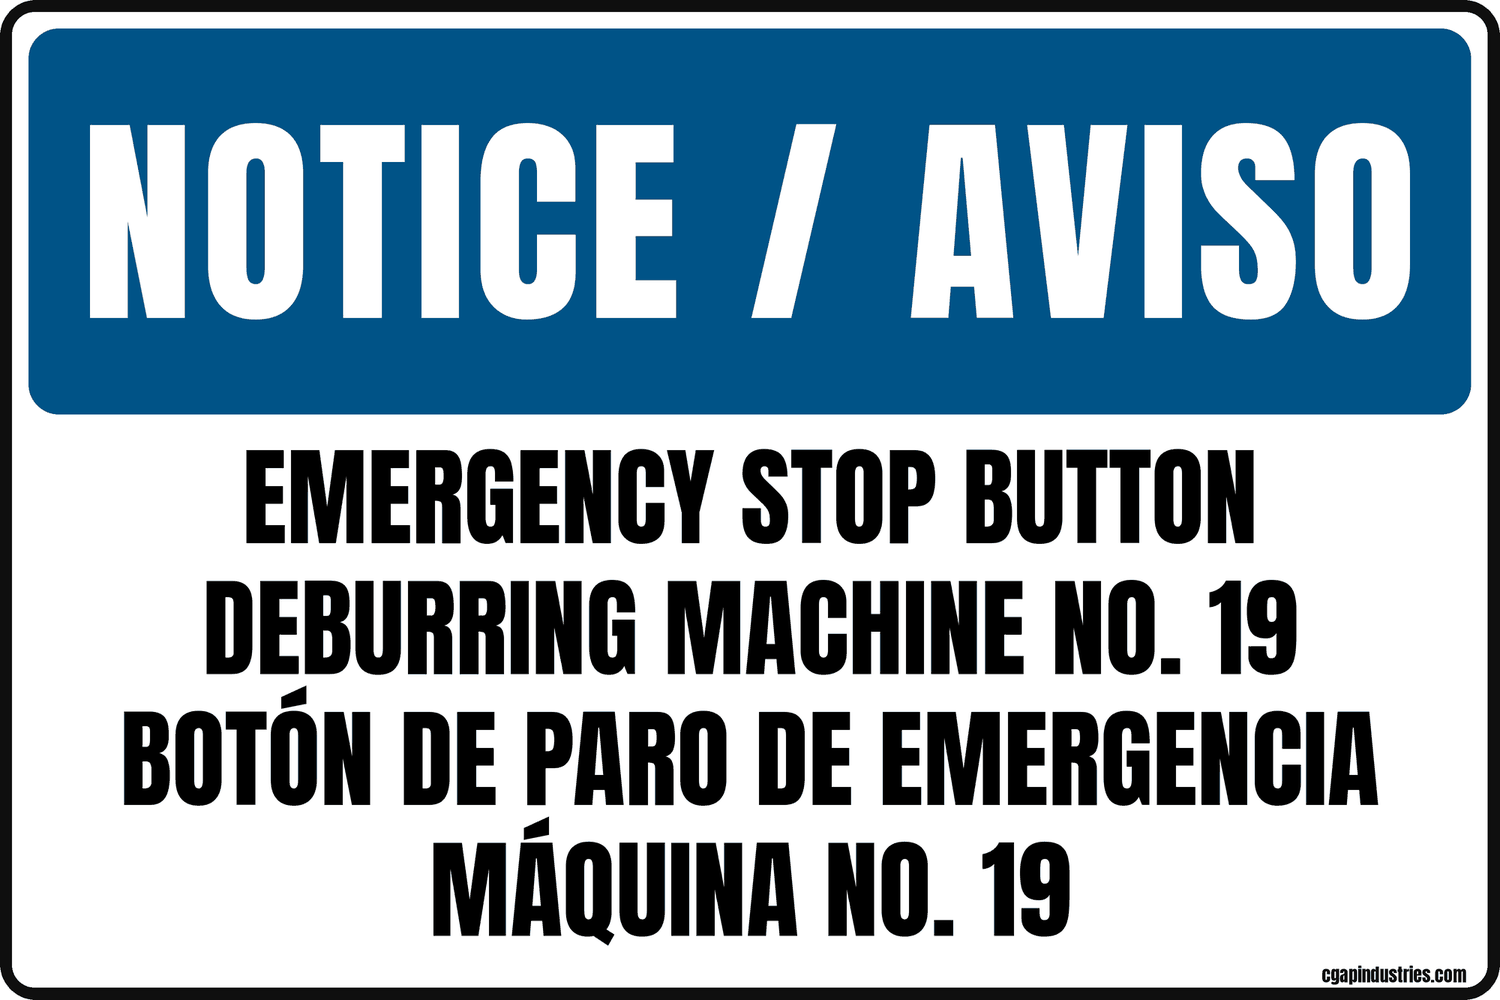 NOTICE / AVISO
EMERGENCY STOP BUTTON
DEBURRING MACHINE NO. 19
BOTÓN DE PARO DE EMERGENCIA
MÁQUINA NO. 19
cgapindustries.com